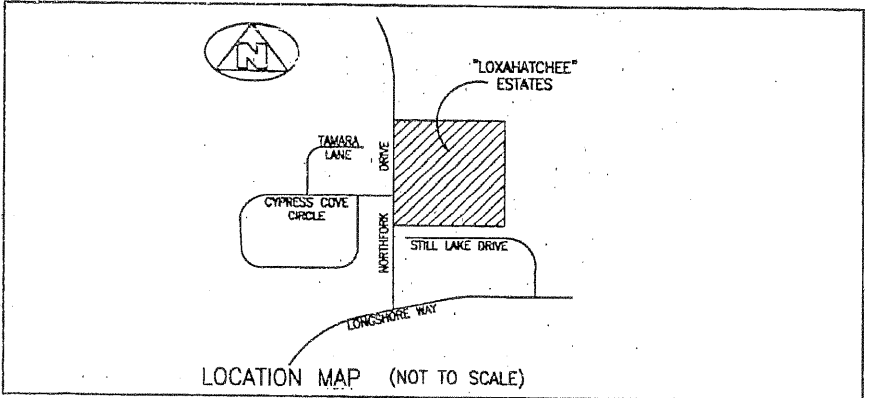 N
"LOXAHATCHEE"
ESTATES
TAMARA
LANE
DRIVE
CYPRESS COVE
CIRCLE
NORTHFORK
STILL LAKE DRIVE
LONGSHORE WAY
LOCATION MAP (NOT TO SCALE)